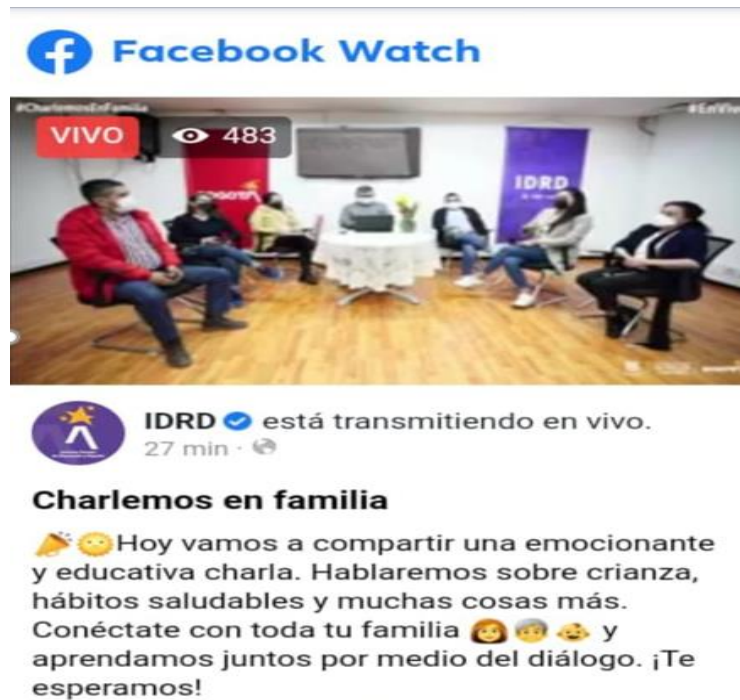 Facebook Watch
#CharlemosEnFamilia
#EnVivo
VIVO
483
BOGOTÁ
IDRD
IDRD está transmitiendo en vivo.
27 min ·
Charlemos en familia
Hoy vamos a compartir una emocionante
y educativa charla. Hablaremos sobre crianza,
hábitos saludables y muchas cosas más.
Conéctate con toda tu familia 👩🧓👶 y
aprendamos juntos por medio del diálogo. ¡Te
esperamos!